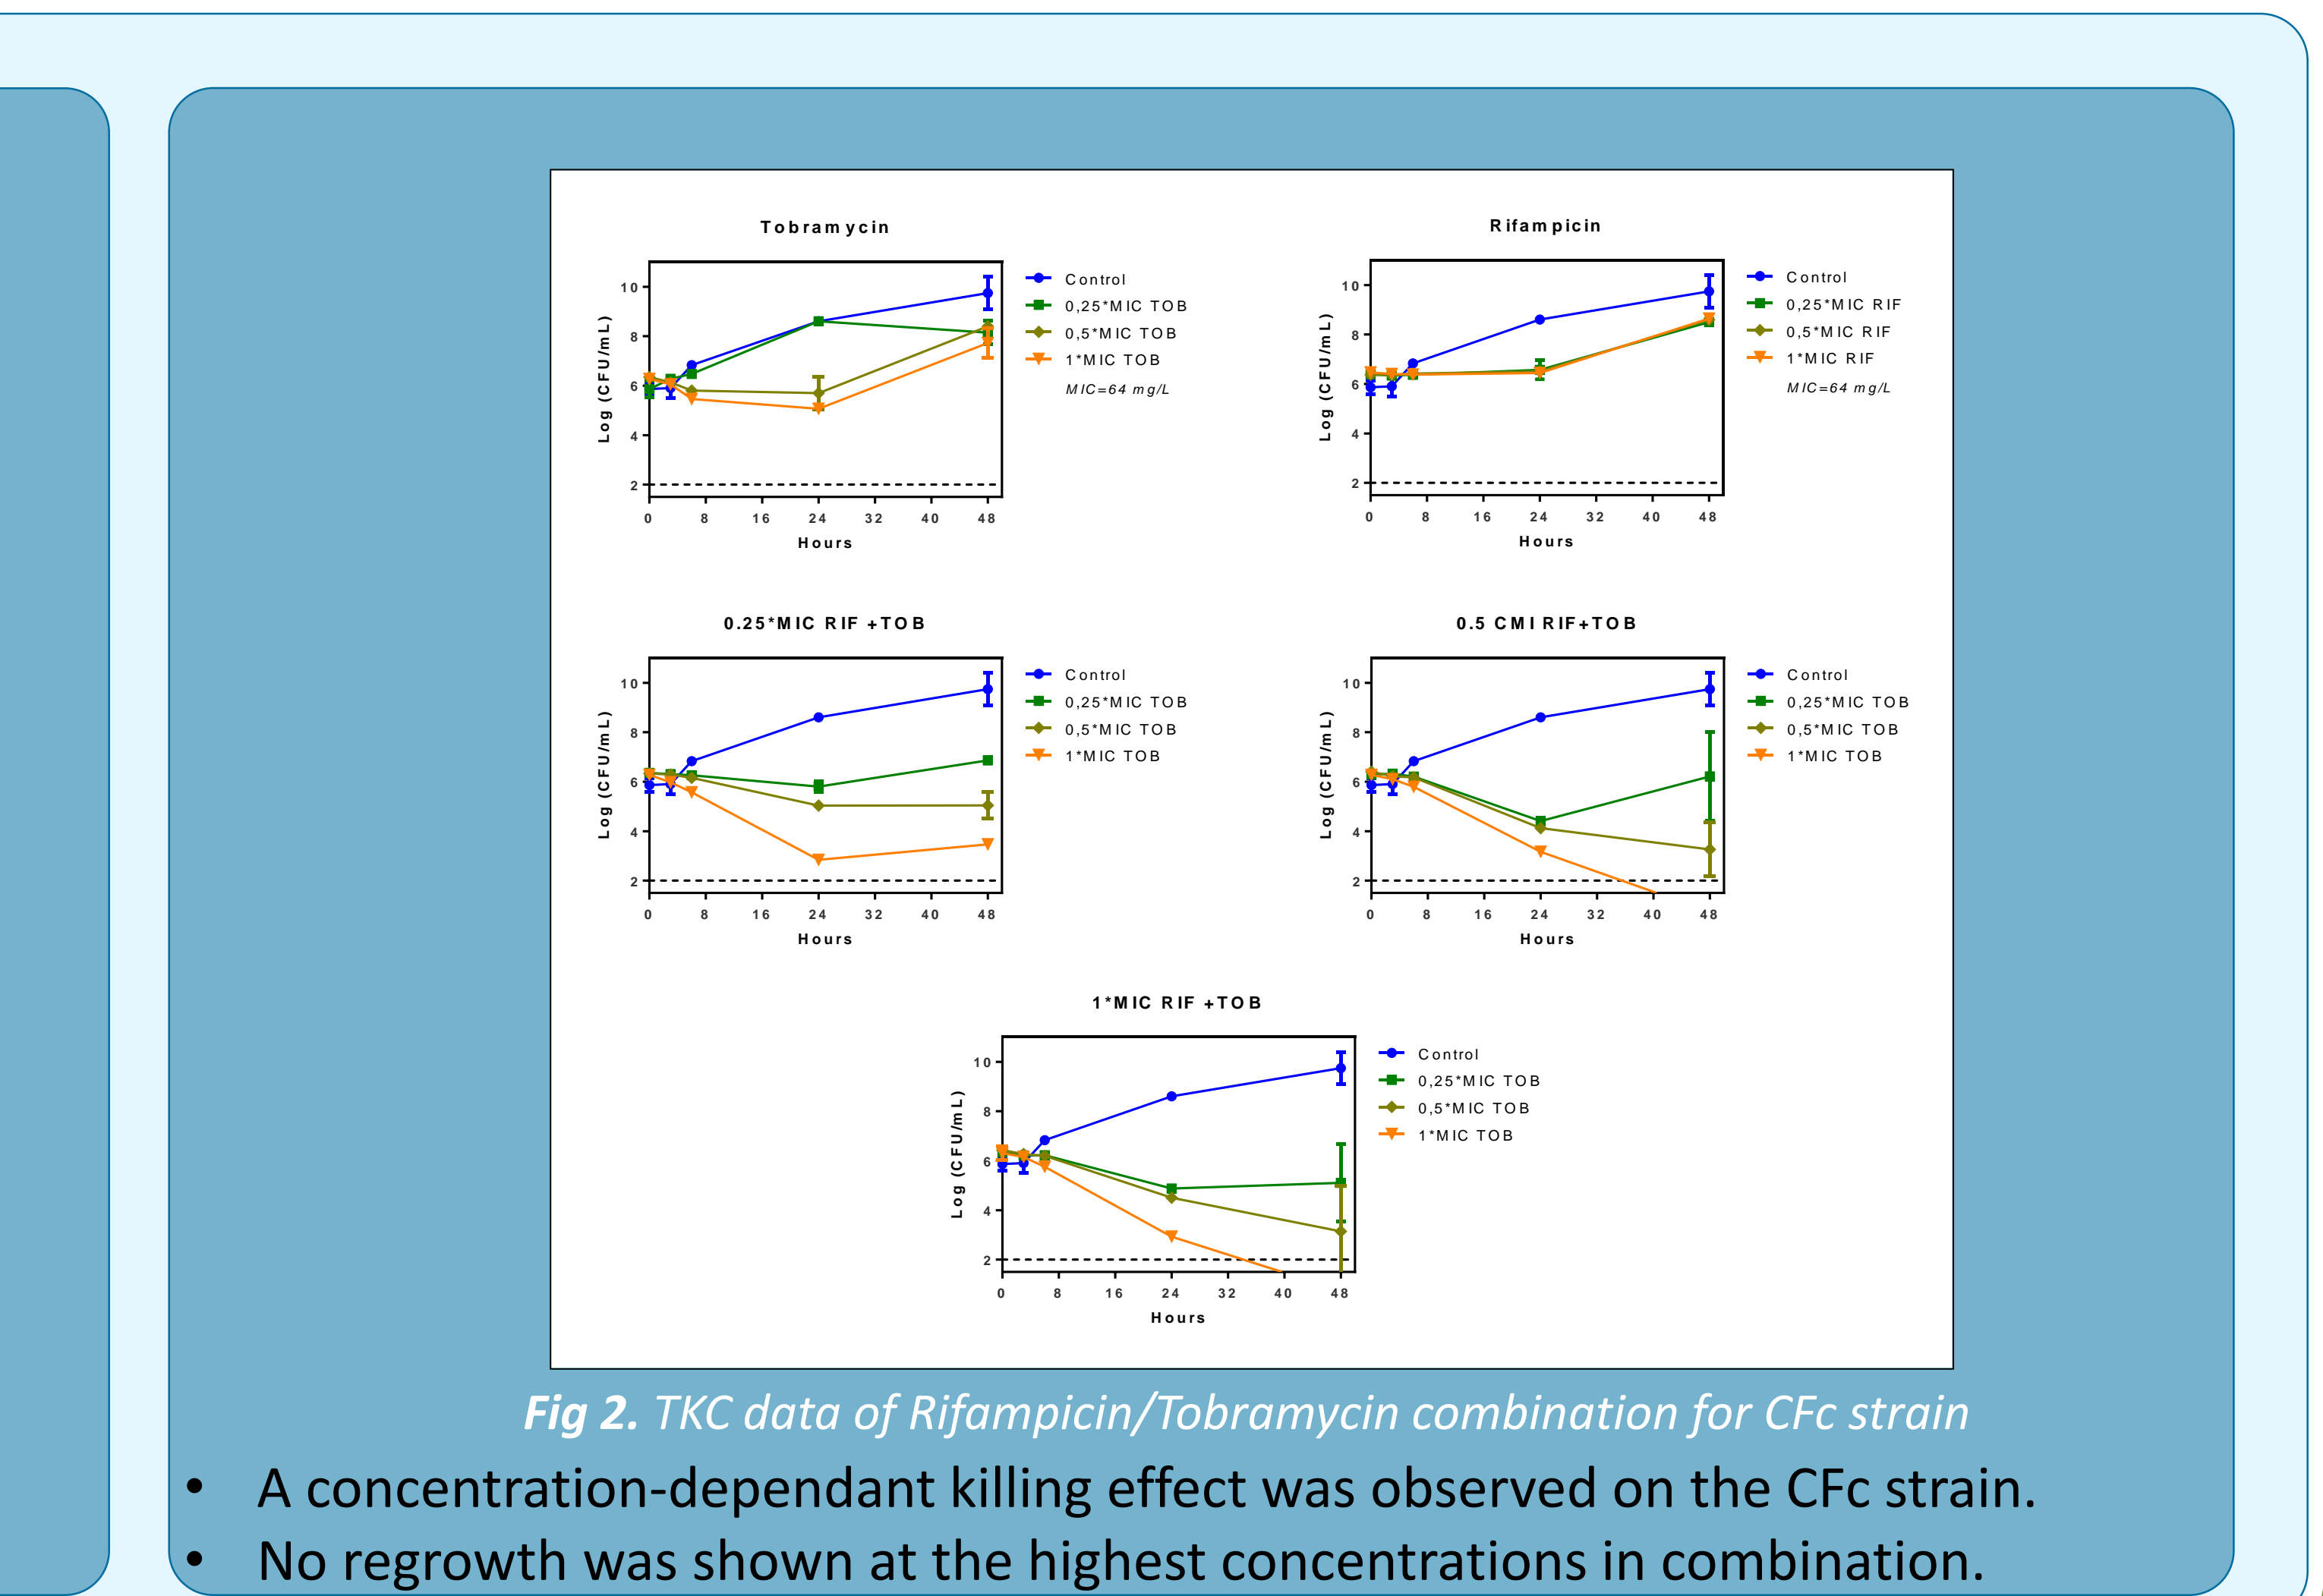 Tobramycin
Log (CFU/mL)
10
8
6
4
2
0 8 16 24 32 40 48
Hours
Control
0,25*MIC TOB
0,5*MIC TOB
1*MIC TOB
MIC=64 mg/L
Rifampicin
Log (CFU/mL)
10
8
6
4
2
0 8 16 24 32 40 48
Hours
Control
0,25*MIC RIF
0,5*MIC RIF
1*MIC RIF
MIC=64 mg/L
0.25*MIC RIF +TOB
Log (CFU/mL)
10
8
6
4
2
0 8 16 24 32 40 48
Hours
Control
0,25*MIC TOB
0,5*MIC TOB
1*MIC TOB
0.5 CMI RIF+TOB
Log (CFU/mL)
10
8
6
4
2
0 8 16 24 32 40 48
Hours
Control
0,25*MIC TOB
0,5*MIC TOB
1*MIC TOB
1*MIC RIF +TOB
Log (CFU/mL)
10
8
6
4
2
0 8 16 24 32 40 48
Hours
Control
0,25*MIC TOB
0,5*MIC TOB
1*MIC TOB
Fig 2. TKC data of Rifampicin/Tobramycin combination for CFc strain
• A concentration-dependant killing effect was observed on the CFc strain.
• No regrowth was shown at the highest concentrations in combination.